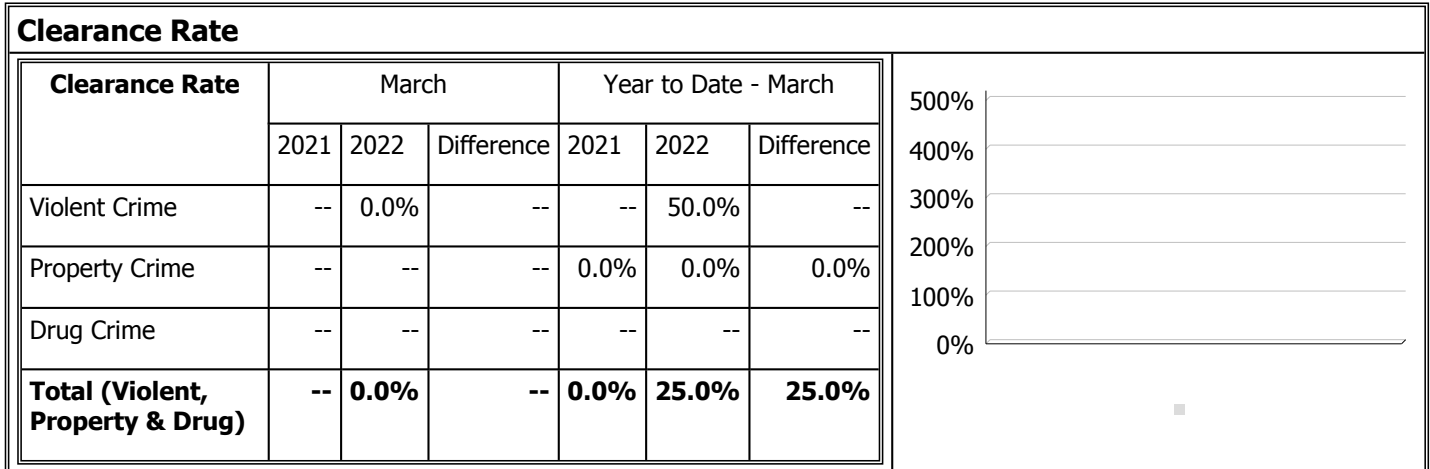 Clearance Rate
Clearance Rate March Year to Date - March
2021 2022 Difference 2021 2022 Difference
Violent Crime -- 0.0% -- -- 50.0% --
Property Crime -- -- -- 0.0% 0.0% 0.0%
Drug Crime -- -- -- -- -- --
Total (Violent,
Property & Drug) -- 0.0% -- 0.0% 25.0% 25.0%
500%
400%
300%
200%
100%
0%